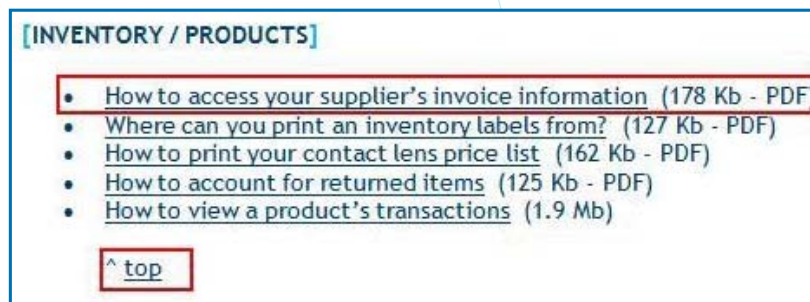 [INVENTORY / PRODUCTS]
• How to access your supplier's invoice information (178 Kb - PDF)
• Where can you print an inventory labels from? (127 Kb - PDF)
• How to print your contact lens price list (162 Kb - PDF)
• How to account for returned items (125 Kb - PDF)
• How to view a product's transactions (1.9 Mb)
^ top